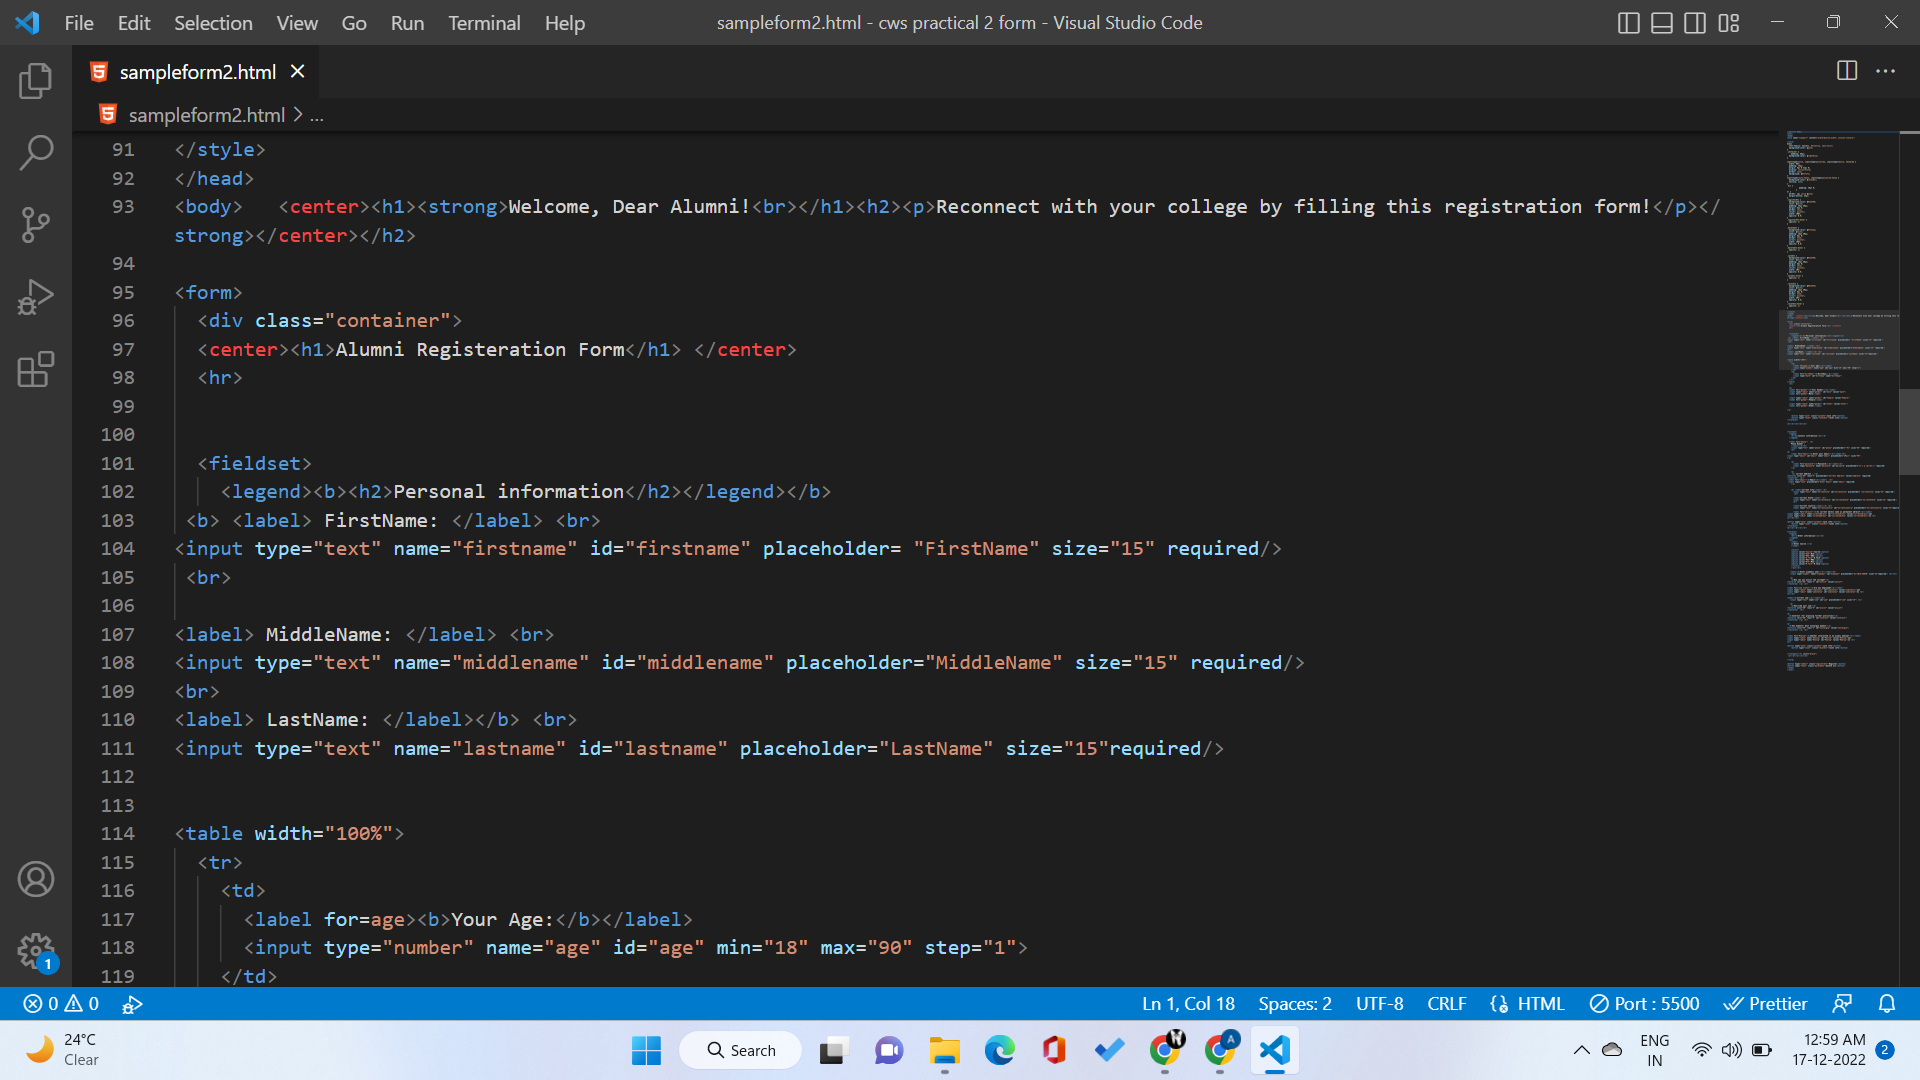 File Edit Selection View Go Run Terminal Help sampleform2.html - cws practical 2 form - Visual Studio Code
sampleform2.html
sampleform2.html > ...
91 </style>
92 </head>
93 <body>   <center><h1><strong>Welcome, Dear Alumni!<br></h1><h2><p>Reconnect with your college by filling this registration form!</p></
strong></center></h2>
94
95 <form>
96   <div class="container">
97   <center><h1>Alumni Registeration Form</h1> </center>
98   <hr>
99
100
101   <fieldset>
102     <legend><b><h2>Personal information</h2></legend></b>
103  <b> <label> FirstName: </label> <br>
104 <input type="text" name="firstname" id="firstname" placeholder= "FirstName" size="15" required/>
105  <br>
106
107 <label> MiddleName: </label> <br>
108 <input type="text" name="middlename" id="middlename" placeholder="MiddleName" size="15" required/>
109 <br>
110 <label> LastName: </label></b> <br>
111 <input type="text" name="lastname" id="lastname" placeholder="LastName" size="15"required/>
112
113
114 <table width="100%">
115   <tr>
116     <td>
117       <label for=age><b>Your Age:</b></label>
118       <input type="number" name="age" id="age" min="18" max="90" step="1">
119     </td>
1
0 0 Ln 1, Col 18 Spaces: 2 UTF-8 CRLF HTML Port : 5500 Prettier
24°C
Clear
Search
ENG
IN
12:59 AM
17-12-2022
2